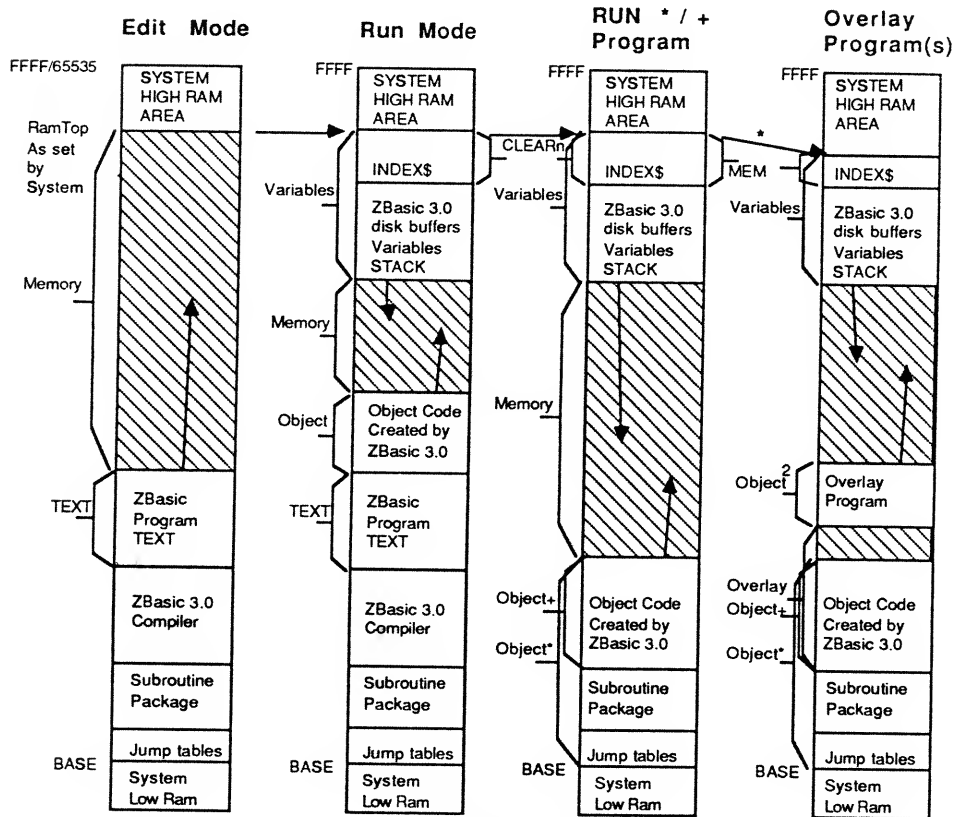 Edit Mode
FFFF/65535
SYSTEM
HIGH RAM
AREA
RamTop
As set
by
System
Memory
TEXT
ZBasic
Program
TEXT
ZBasic 3.0
Compiler
Subroutine
Package
Jump tables
BASE
System
Low Ram
Run Mode
FFFF
SYSTEM
HIGH RAM
AREA
CLEARn
INDEX$
Variables
ZBasic 3.0
disk buffers
Variables
STACK
Memory
Object
Object Code
Created by
ZBasic 3.0
TEXT
ZBasic
Program
TEXT
ZBasic 3.0
Compiler
Subroutine
Package
Jump tables
BASE
System
Low Ram
RUN * / +
Program
FFFF
SYSTEM
HIGH RAM
AREA
INDEX$
MEM
Variables
ZBasic 3.0
disk buffers
Variables
STACK
Memory
Object+
Object*
Object Code
Created by
ZBasic 3.0
Subroutine
Package
Jump tables
BASE
System
Low Ram
Overlay
Program(s)
FFFF
SYSTEM
HIGH RAM
AREA
*
INDEX$
Variables
ZBasic 3.0
disk buffers
Variables
STACK
Object 2
Overlay
Program
Overlay
Object+
Object*
Object Code
Created by
ZBasic 3.0
Subroutine
Package
Jump tables
BASE
System
Low Ram